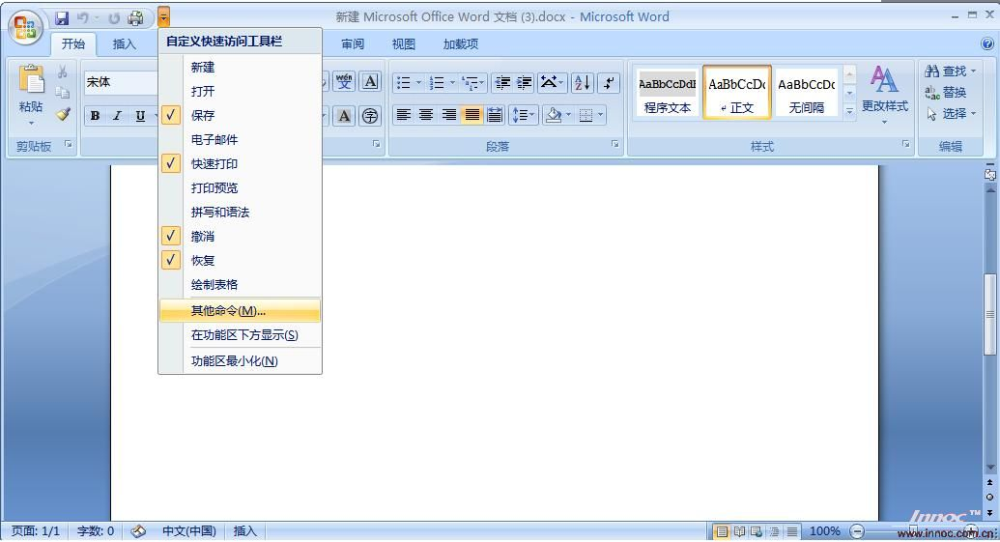 新建 Microsoft Office Word 文档 (3).docx - Microsoft Word
开始 插入 审阅 视图 加载项
自定义快速访问工具栏
新建
打开
保存
电子邮件
快速打印
打印预览
拼写和语法
撤消
恢复
绘制表格
其他命令(M)...
在功能区下方显示(S)
功能区最小化(N)
粘贴
剪贴板
宋体
B I U
wén
变 A
A 字
A
Z
段落
AaBbCcDdE AaBbCcDc AaBbCcDc
程序文本 正文 无间隔
更改样式
样式
查找
替换
选择
编辑
页面: 1/1 字数: 0 中文(中国) 插入 100%
Innoc™
www.innoc.com.cn